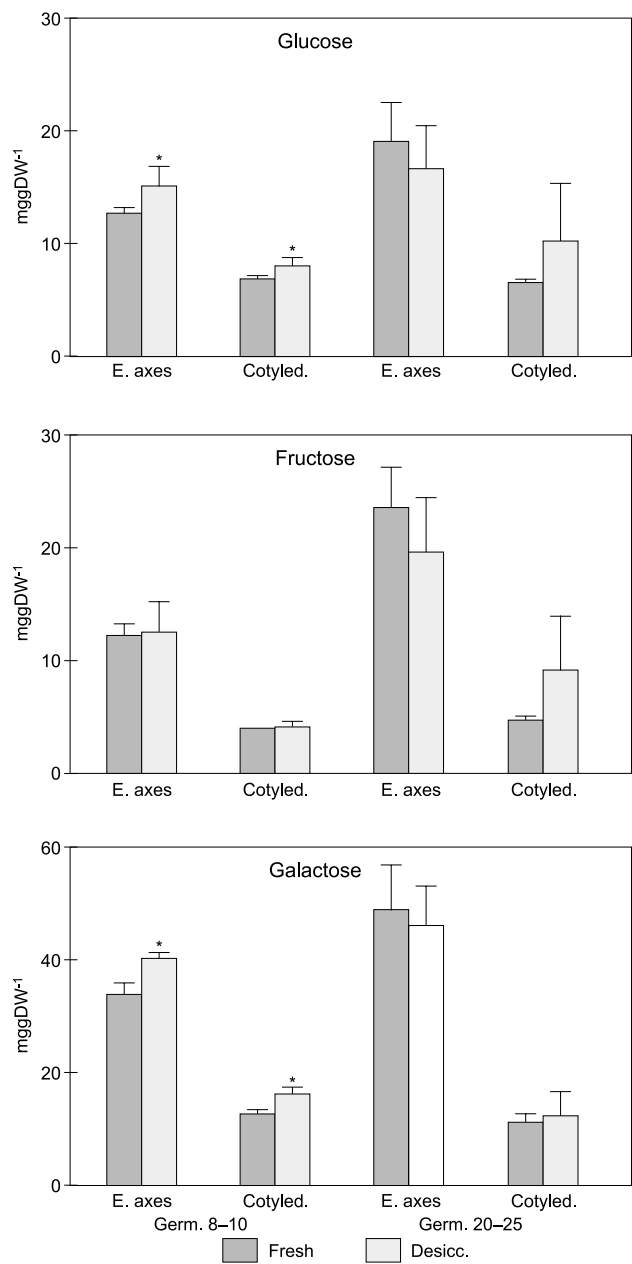 Glucose
mggDW⁻¹
30
20
10
0
*
*
E. axes Cotyled. E. axes Cotyled.
Fructose
mggDW⁻¹
30
20
10
0
E. axes Cotyled. E. axes Cotyled.
Galactose
mggDW⁻¹
60
40
20
0
*
*
E. axes Cotyled. E. axes Cotyled.
Germ. 8–10 Germ. 20–25
Fresh Desicc.